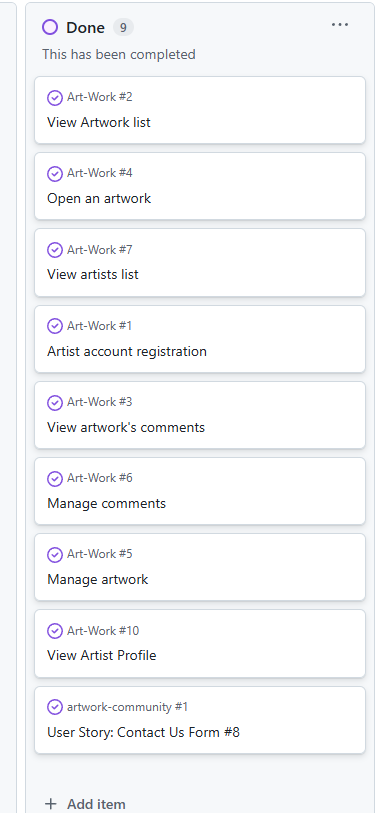 Done 9
This has been completed
Art-Work #2
View Artwork list
Art-Work #4
Open an artwork
Art-Work #7
View artists list
Art-Work #1
Artist account registration
Art-Work #3
View artwork's comments
Art-Work #6
Manage comments
Art-Work #5
Manage artwork
Art-Work #10
View Artist Profile
artwork-community #1
User Story: Contact Us Form #8
+ Add item